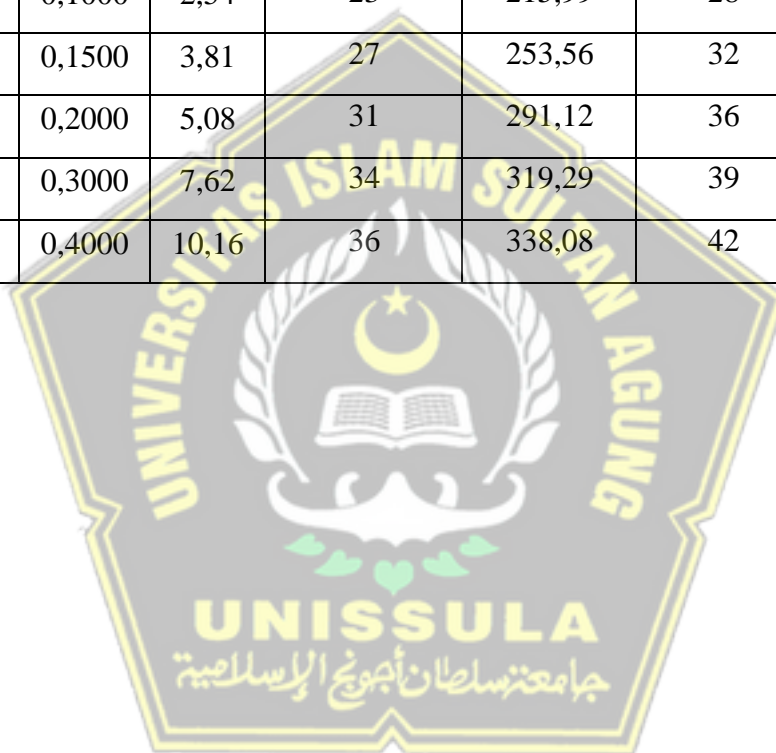 0,1500 3,81 27 253,56 32
0,2000 5,08 31 291,12 36
0,3000 7,62 34 319,29 39
0,4000 10,16 36 338,08 42
UNIVERSITAS ISLAM SULTAN AGUNG
UNISSULA
جامعة سلطان أجونج الإسلامية